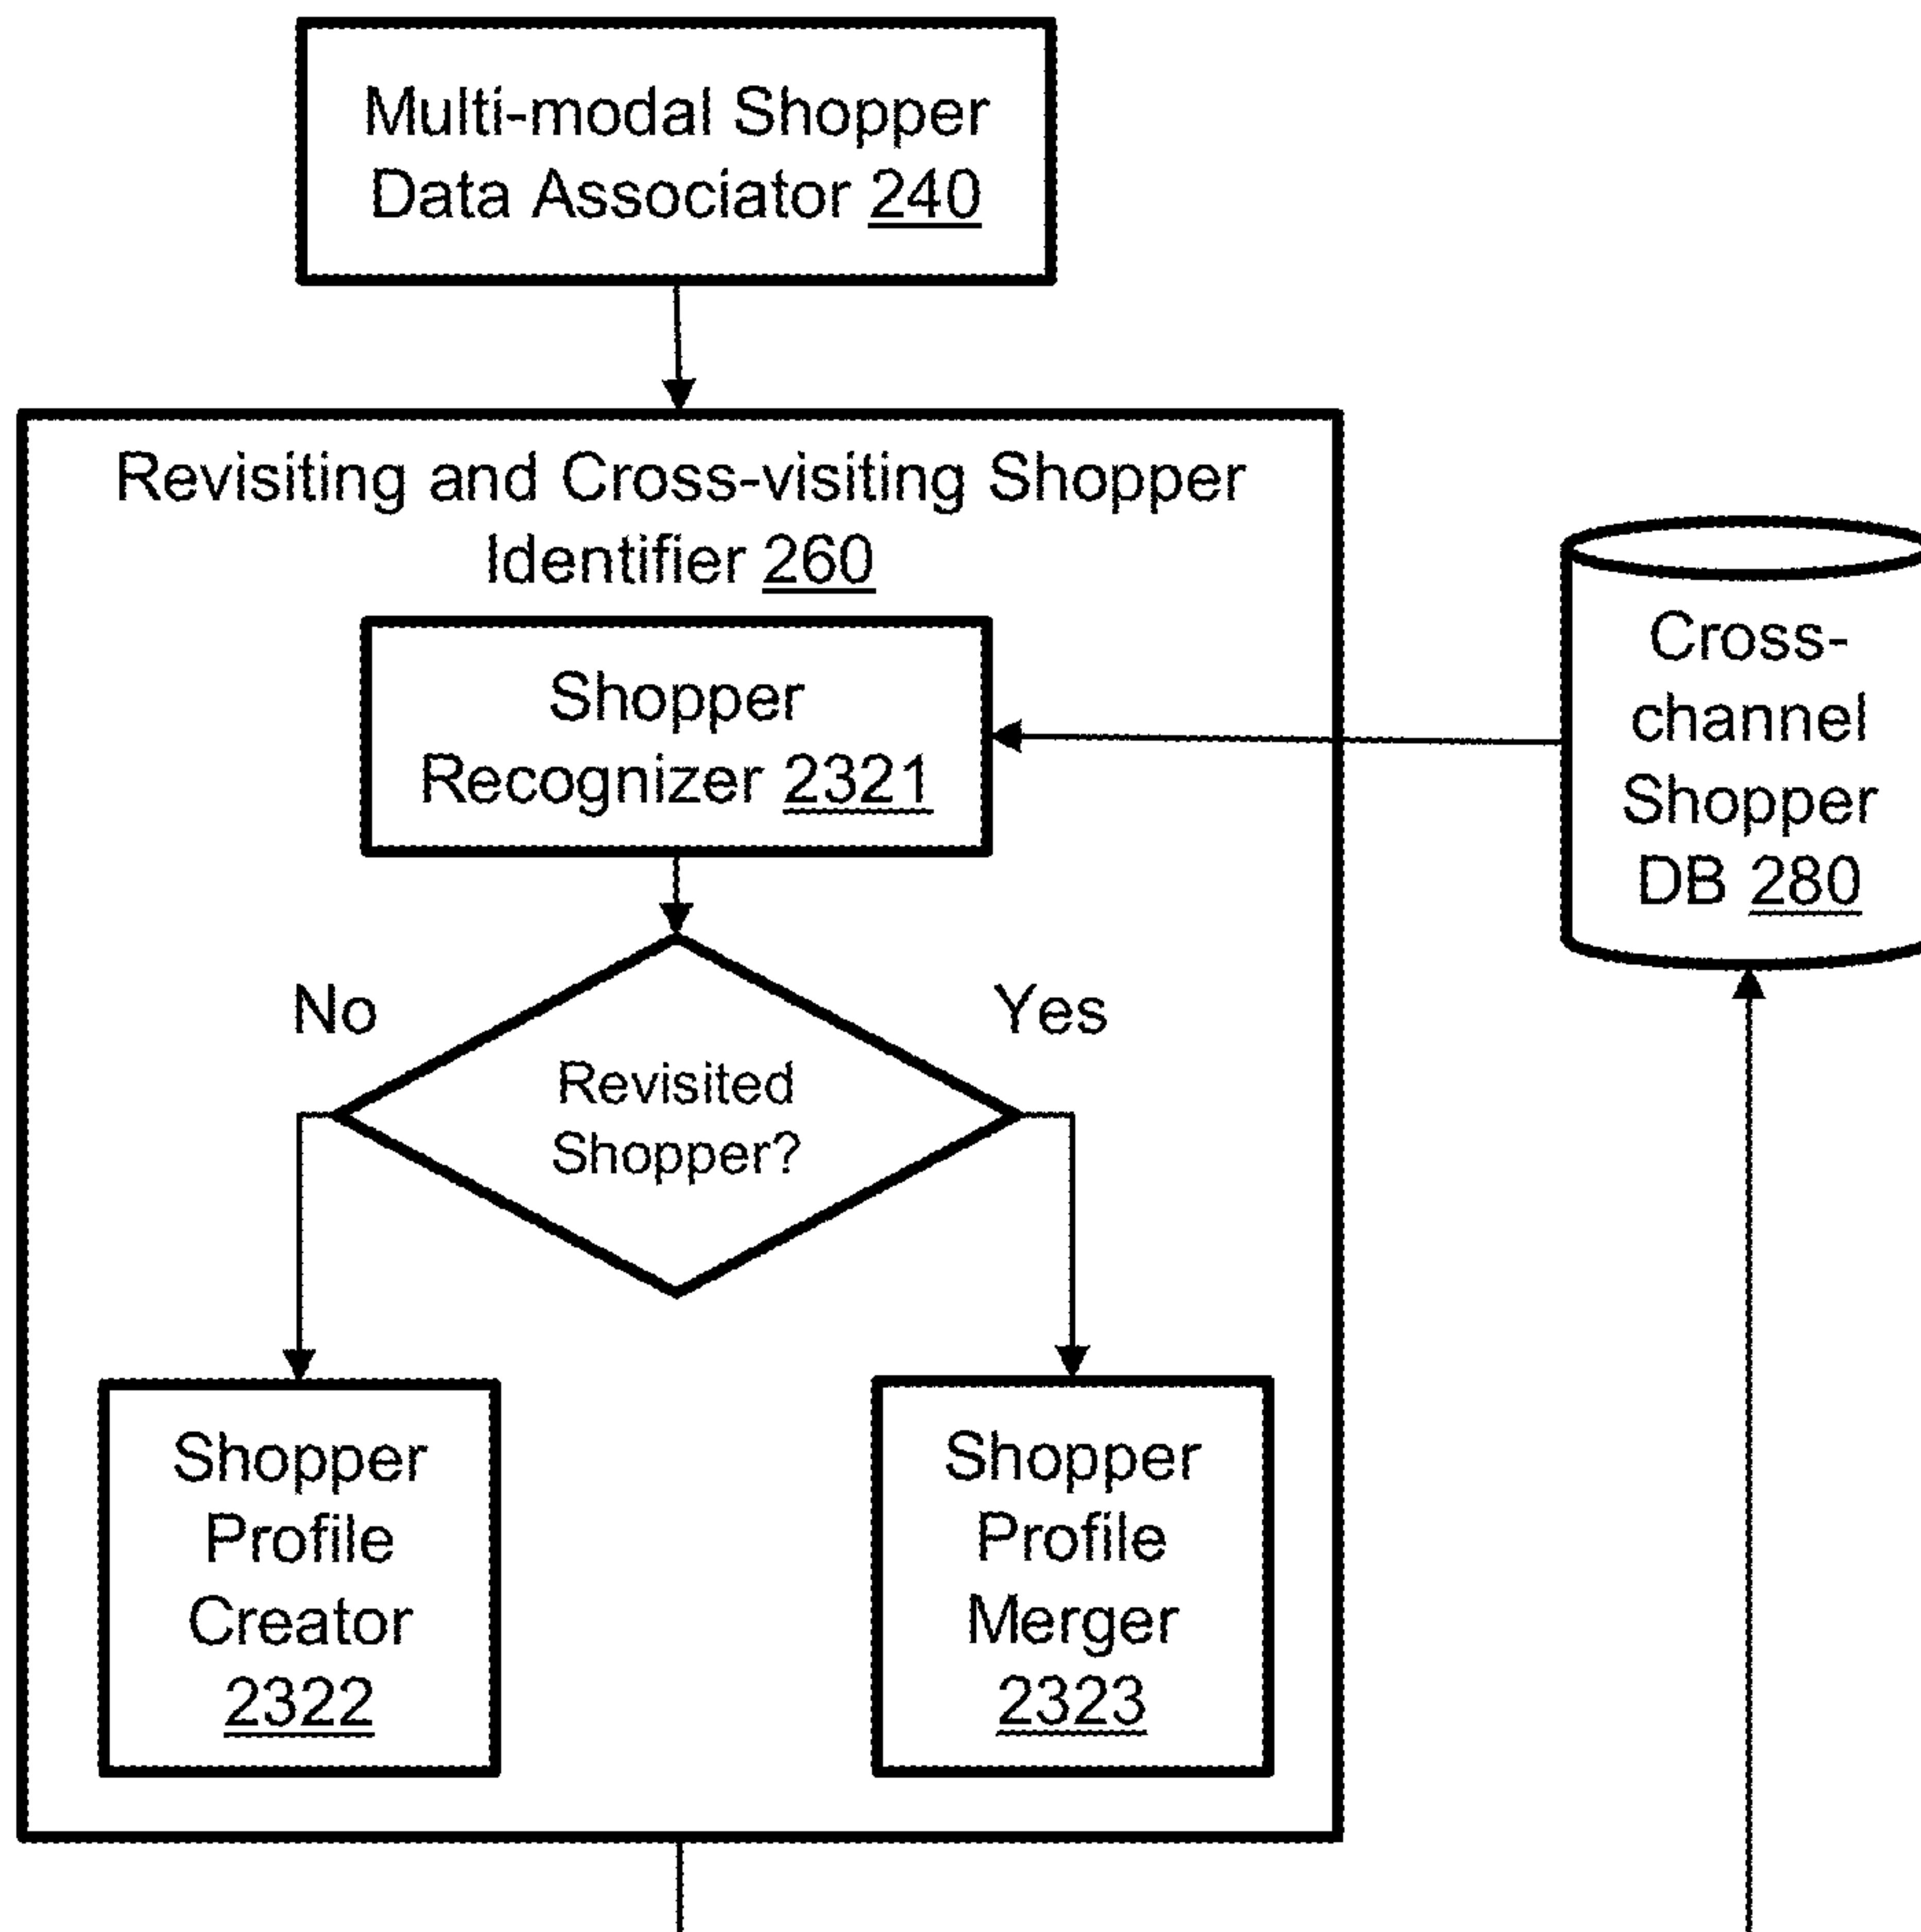 Multi-modal Shopper
Data Associator 240
Revisiting and Cross-visiting Shopper
Identifier 260
Shopper
Recognizer 2321
Cross-
channel
Shopper
DB 280
No
Yes
Revisited
Shopper?
Shopper
Profile
Creator
2322
Shopper
Profile
Merger
2323